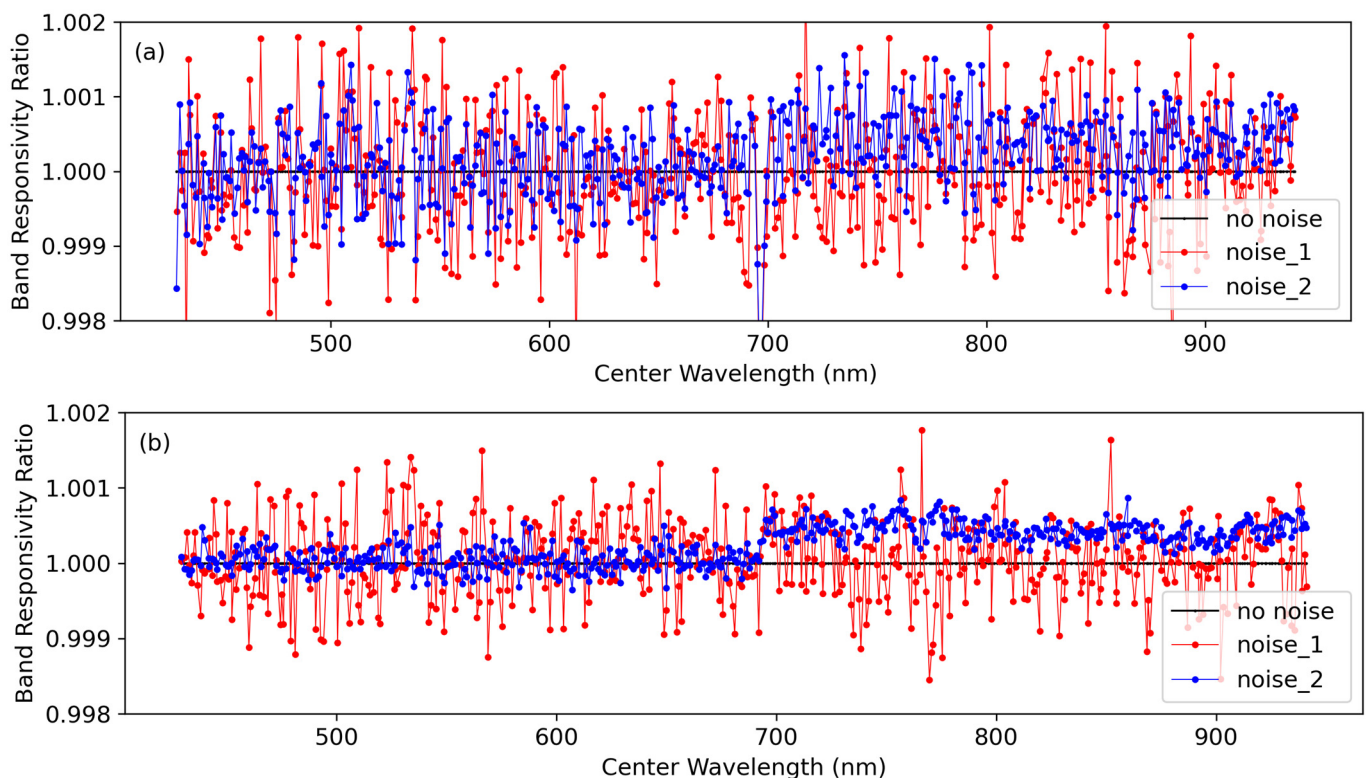 (a)
Band Responsivity Ratio
1.002
1.001
1.000
0.999
0.998
500
600
700
800
900
Center Wavelength (nm)
no noise
noise_1
noise_2
(b)
Band Responsivity Ratio
1.002
1.001
1.000
0.999
0.998
500
600
700
800
900
Center Wavelength (nm)
no noise
noise_1
noise_2